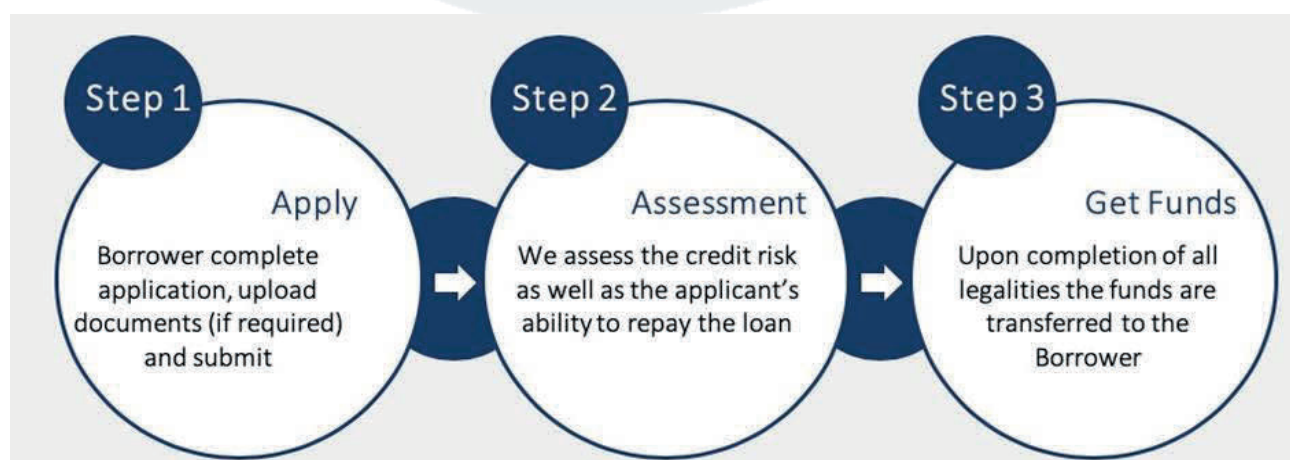 Step 1
Apply
Borrower complete
application, upload
documents (if required)
and submit
Step 2
Assessment
We assess the credit risk
as well as the applicant’s
ability to repay the loan
Step 3
Get Funds
Upon completion of all
legalities the funds are
transferred to the
Borrower